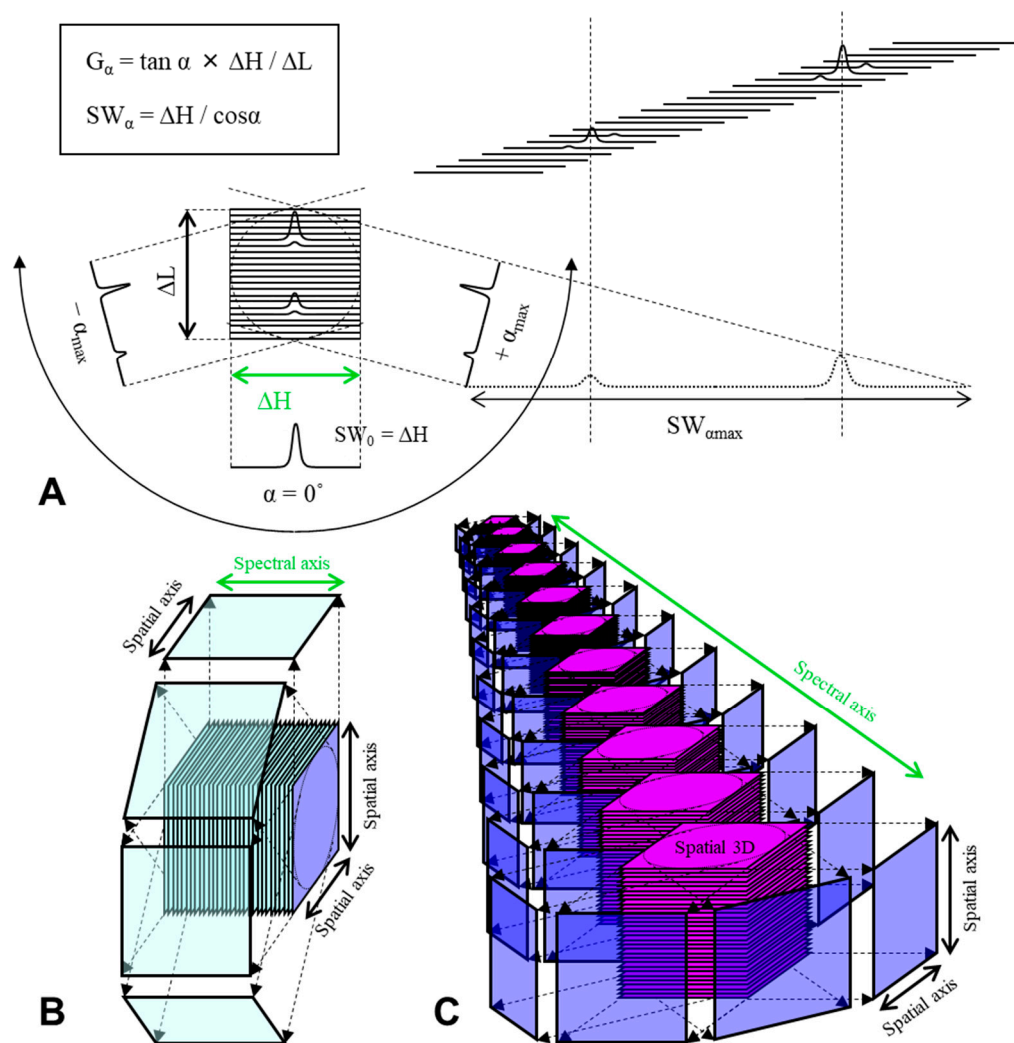 Gα = tan α × ΔH / ΔL
SWα = ΔH / cosα
ΔL
− αmax
+ αmax
ΔH
SW0 = ΔH
α = 0°
SWαmax
A
Spectral axis
Spatial axis
Spatial axis
Spatial axis
B
Spectral axis
Spatial 3D
Spatial axis
Spatial axis
C